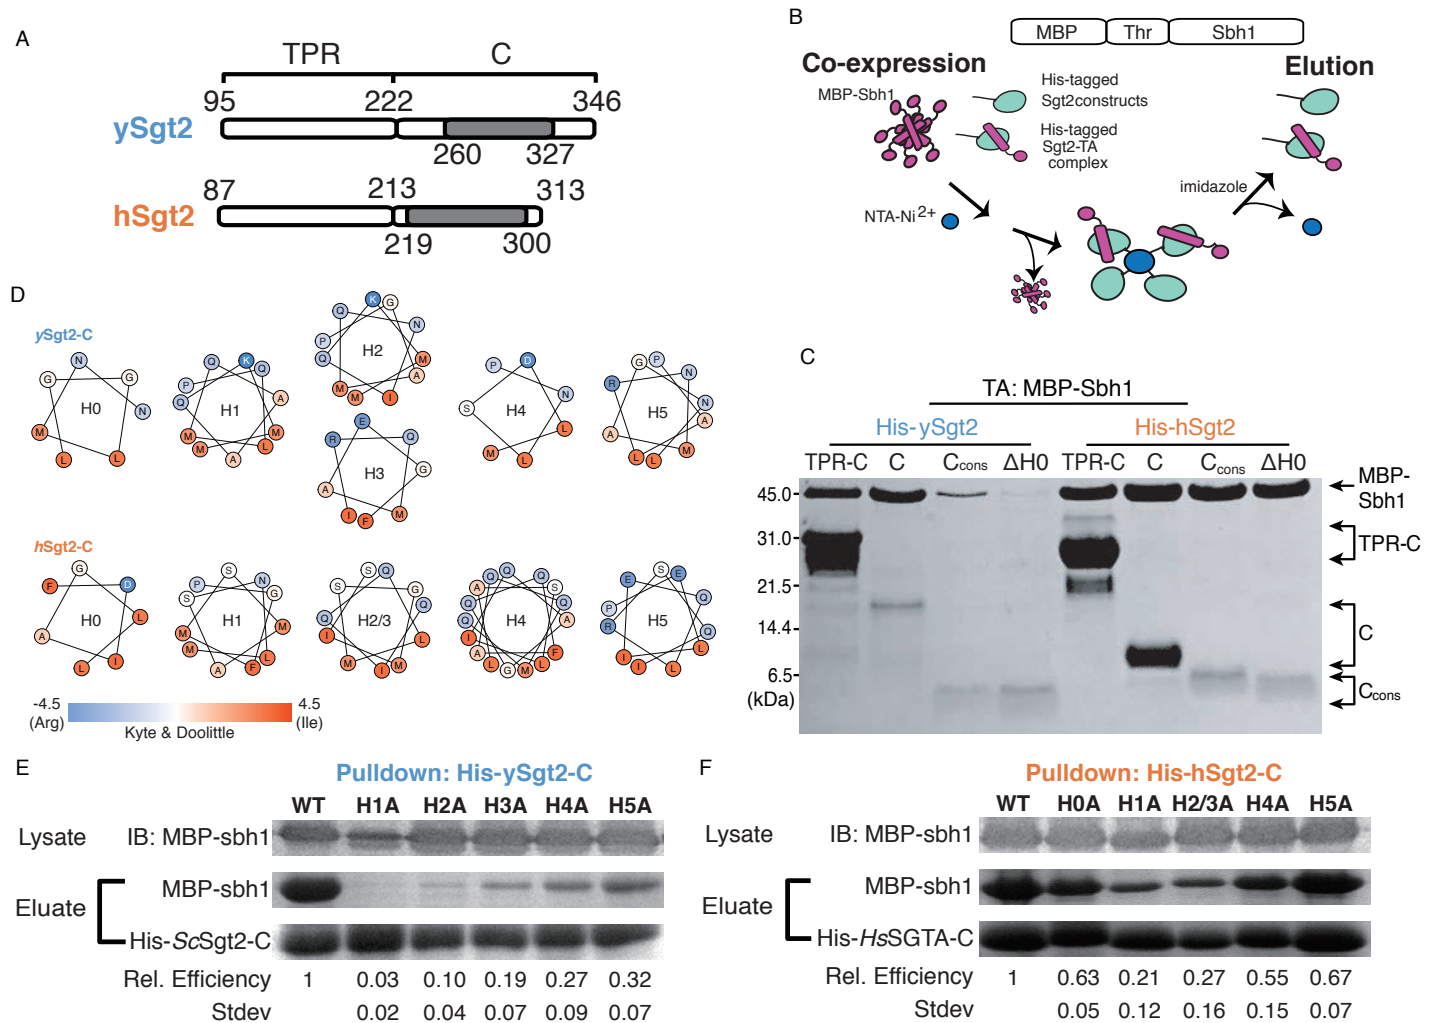 A
TPR C
95 222 346
ySgt2
260 327
87 213 313
hSgt2
219 300
B
MBP Thr Sbh1
Co-expression
Elution
MBP-Sbh1
His-tagged
Sgt2constructs
His-tagged
Sgt2-TA
complex
imidazole
NTA-Ni2+
C
TA: MBP-Sbh1
His-ySgt2 His-hSgt2
TPR-C C Ccons ΔH0 TPR-C C Ccons ΔH0
45.0
31.0
21.5
14.4
6.5
(kDa)
MBP-
Sbh1
TPR-C
C
Ccons
D
ySgt2-C
N G G N M L L
H0
Q K Q P Q A M M M A L
H1
K G Q N P Q M A M M I
H2
E R Q G A I F M
H3
P D N S L L
H4
G P R N N A A M L L
H5
hSgt2-C
G F D A L L I
H0
S P N S G M M M A F L
H1
S Q S G Q Q I L M I M
H2/3
Q Q Q A S Q Q Q A I A F L G M L
H4
S E E P Q R Q I I L L
H5
-4.5
(Arg)
4.5
(Ile)
Kyte & Doolittle
E
Pulldown: His-ySgt2-C
WT H1A H2A H3A H4A H5A
Lysate IB: MBP-sbh1
Eluate
MBP-sbh1
His-ScSgt2-C
Rel. Efficiency 1 0.03 0.10 0.19 0.27 0.32
Stdev 0.02 0.04 0.07 0.09 0.07
F
Pulldown: His-hSgt2-C
WT H0A H1A H2/3A H4A H5A
Lysate IB: MBP-sbh1
Eluate
MBP-sbh1
His-HsSGTA-C
Rel. Efficiency 1 0.63 0.21 0.27 0.55 0.67
Stdev 0.05 0.12 0.16 0.15 0.07